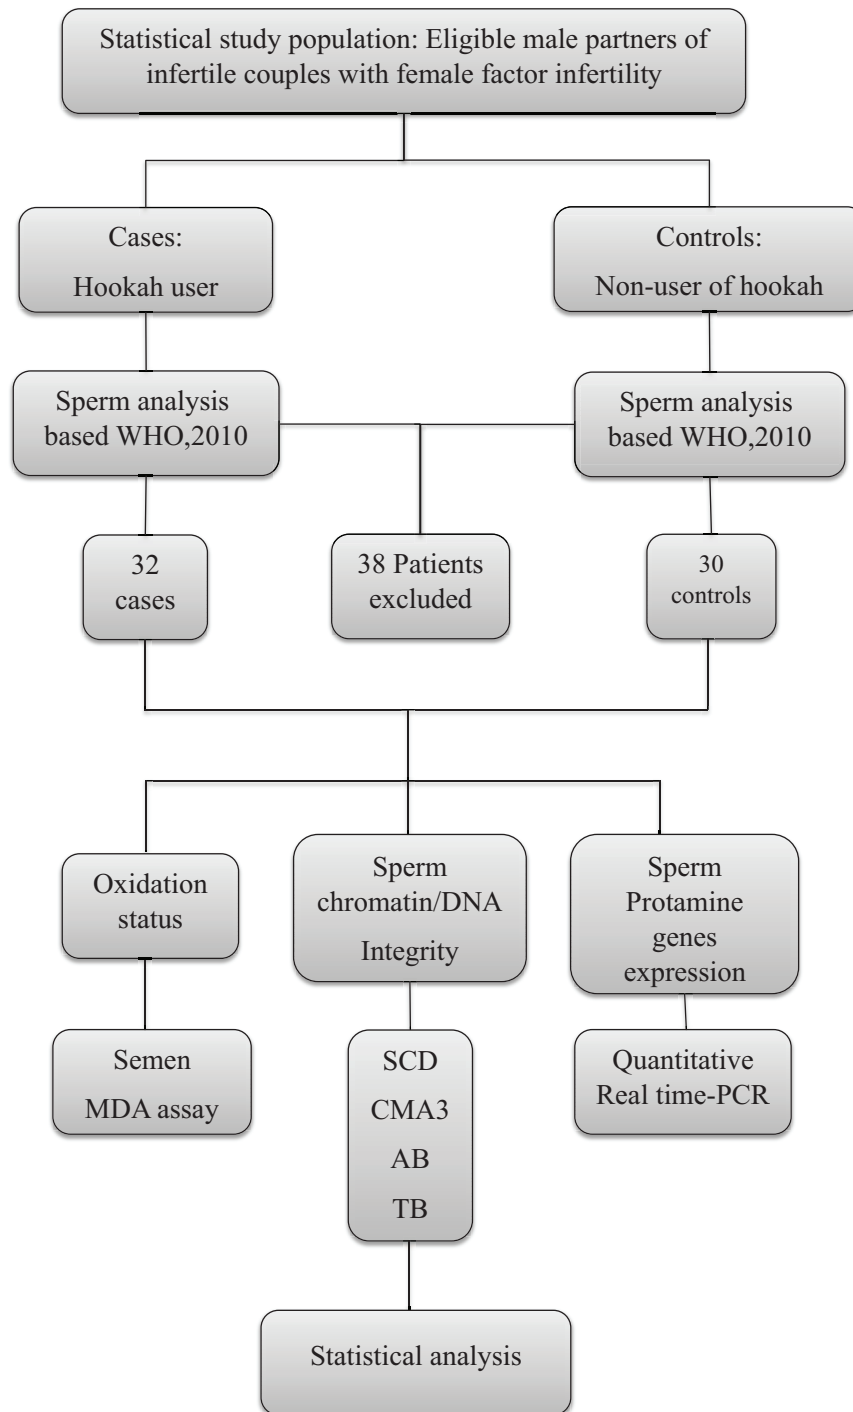 Statistical study population: Eligible male partners of
infertile couples with female factor infertility
Cases:
Hookah user
Controls:
Non-user of hookah
Sperm analysis
based WHO,2010
Sperm analysis
based WHO,2010
32
cases
38 Patients
excluded
30
controls
Oxidation
status
Sperm
chromatin/DNA
Integrity
Sperm
Protamine
genes
expression
Semen
MDA assay
SCD
CMA3
AB
TB
Quantitative
Real time-PCR
Statistical analysis